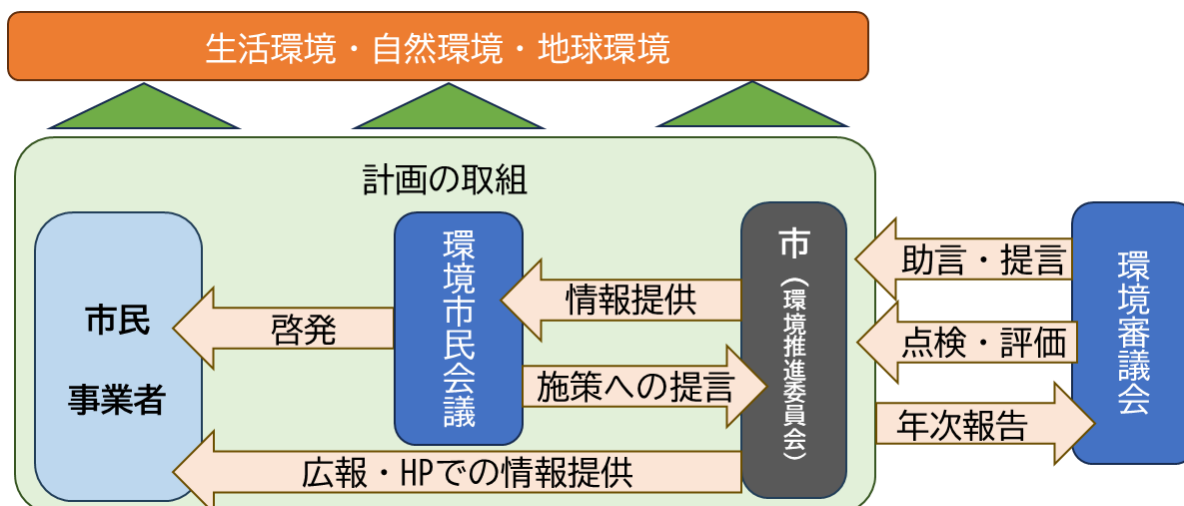 生活環境・自然環境・地球環境
計画の取組
市民
事業者
啓発
環境市民会議
情報提供
施策への提言
広報・HPでの情報提供
市（環境推進委員会）
助言・提言
点検・評価
年次報告
環境審議会